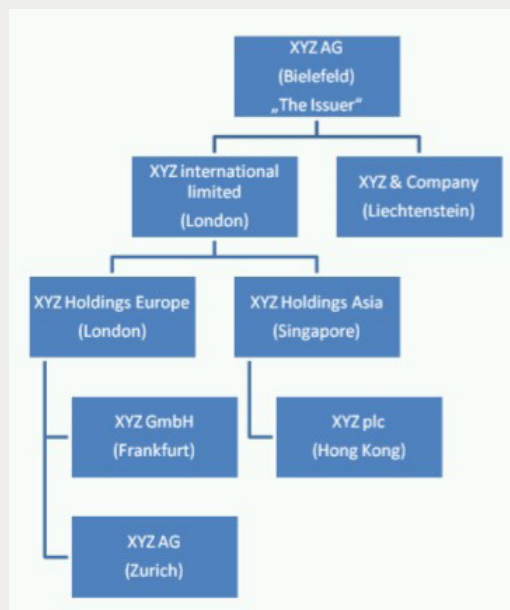 XYZ AG
(Bielefeld)
„The Issuer“
XYZ international
limited
(London)
XYZ & Company
(Liechtenstein)
XYZ Holdings Europe
(London)
XYZ Holdings Asia
(Singapore)
XYZ GmbH
(Frankfurt)
XYZ plc
(Hong Kong)
XYZ AG
(Zurich)